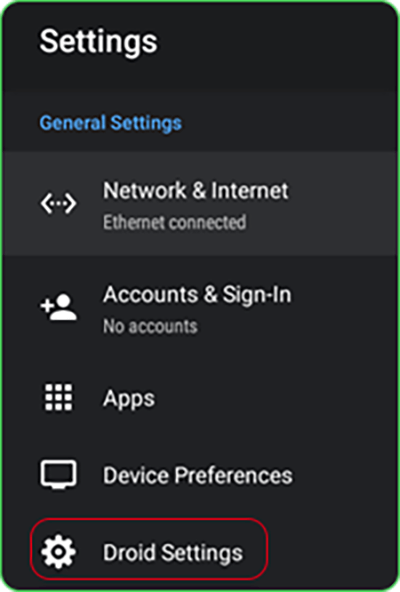 Settings
General Settings
Network & Internet
Ethernet connected
Accounts & Sign-In
No accounts
Apps
Device Preferences
Droid Settings